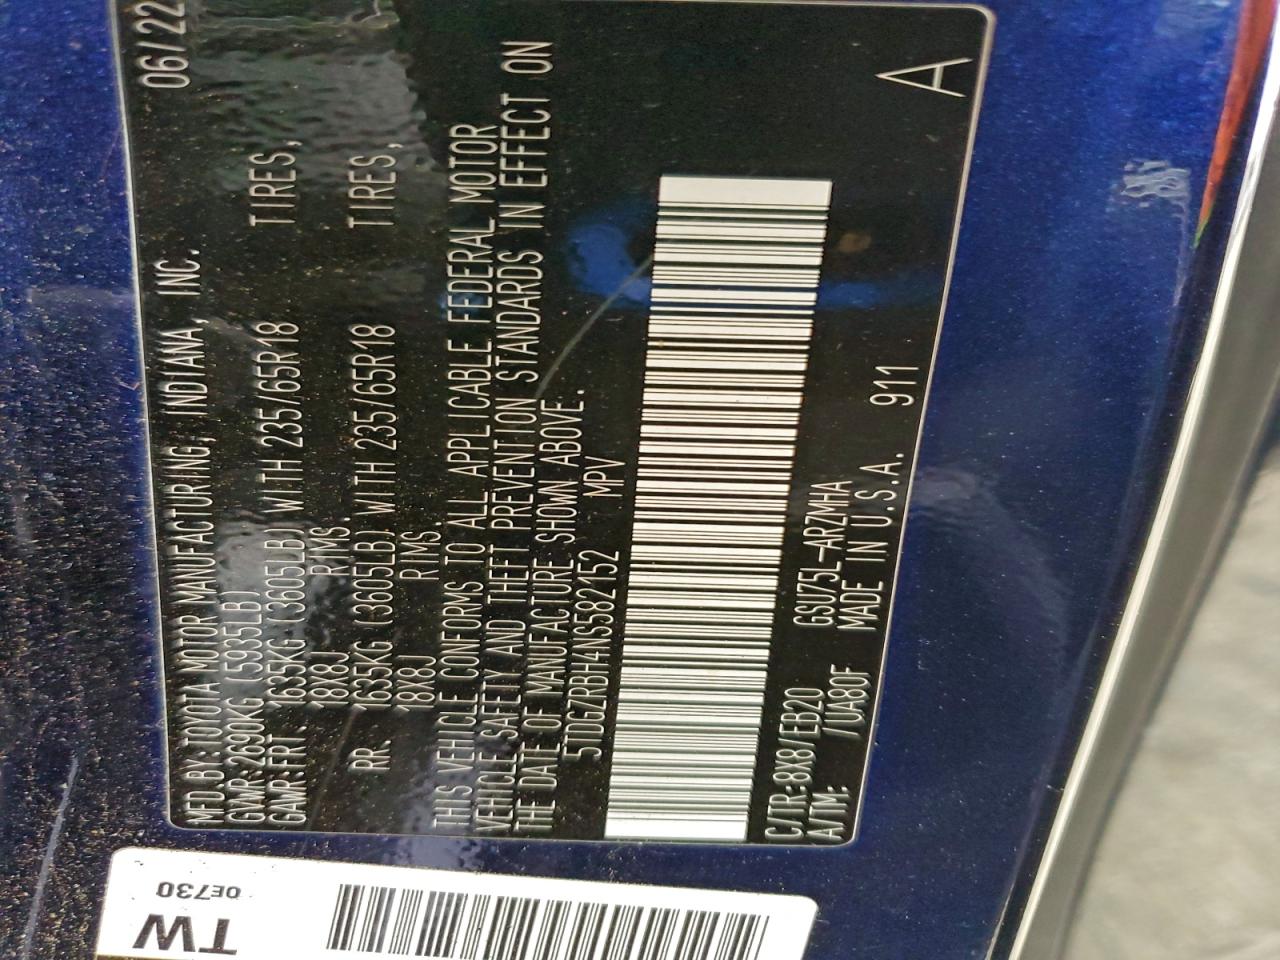 MFD.BY:TOYOTA MOTOR MANUFACTURING, INDIANA, INC. 06/22
GVWR:2690KG (5935LB)
GAWR:FRT. 1635KG (3605LB) WITH 235/65R18 TIRES,
18X8J RIMS.
RR. 1635KG (3605LB) WITH 235/65R18 TIRES,
18X8J RIMS.
THIS VEHICLE CONFORMS TO ALL APPLICABLE FEDERAL MOTOR
VEHICLE SAFETY AND THEFT PREVENTION STANDARDS IN EFFECT ON
THE DATE OF MANUFACTURE SHOWN ABOVE.
5TDGZRBH4NS582152 MPV
C/TR:8X8/EB20 GSU75L-ARZMHA
A/TM: /UA80F MADE IN U.S.A. 911 A
TW
0E730